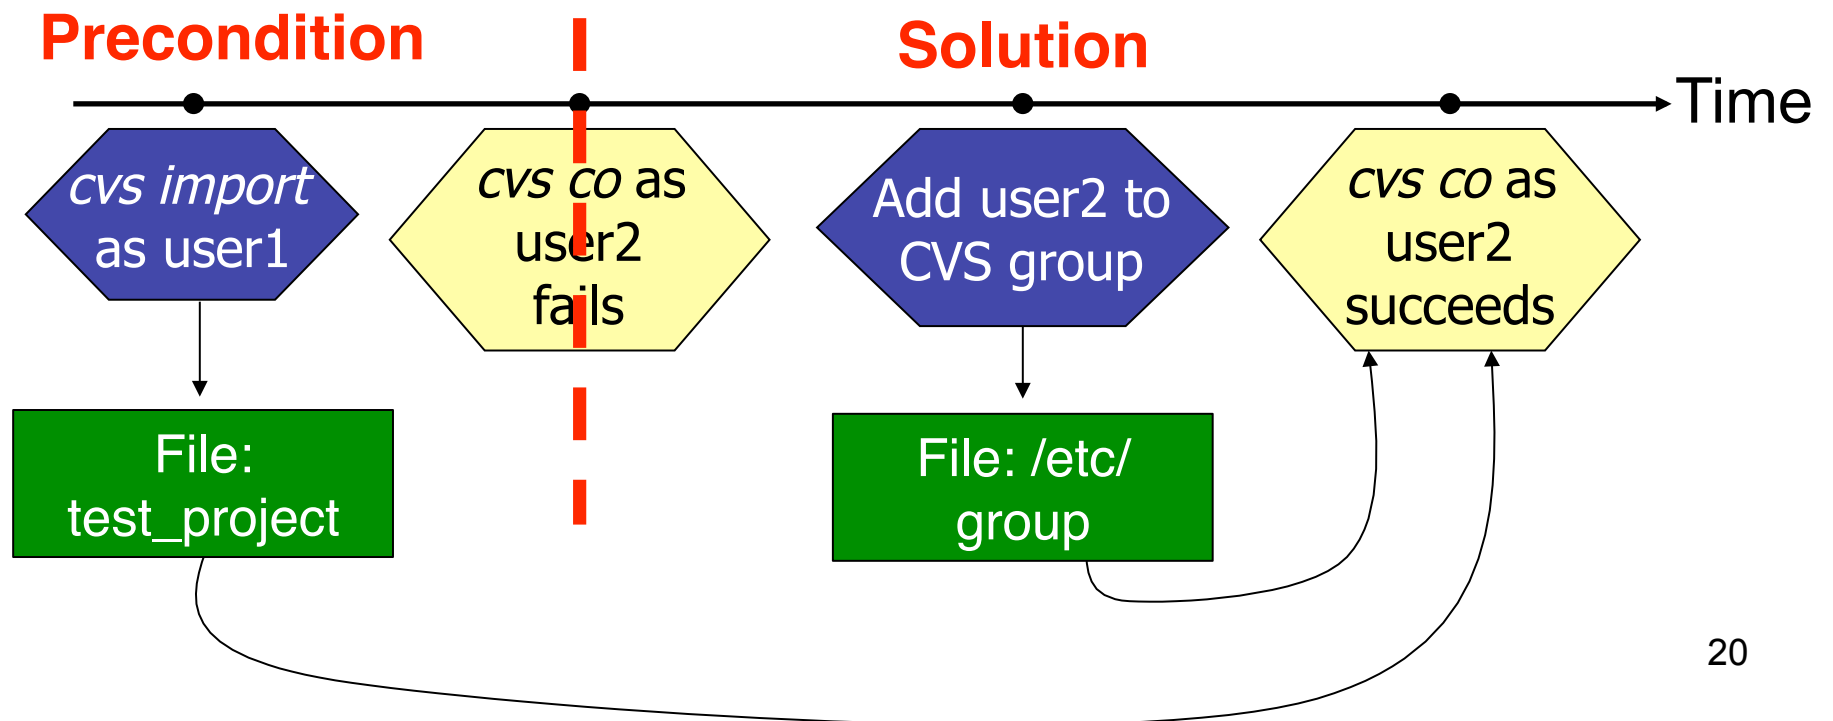 Precondition
Solution
Time
cvs import
as user1
cvs co as
user2
fails
Add user2 to
CVS group
cvs co as
user2
succeeds
File:
test_project
File: /etc/
group
20